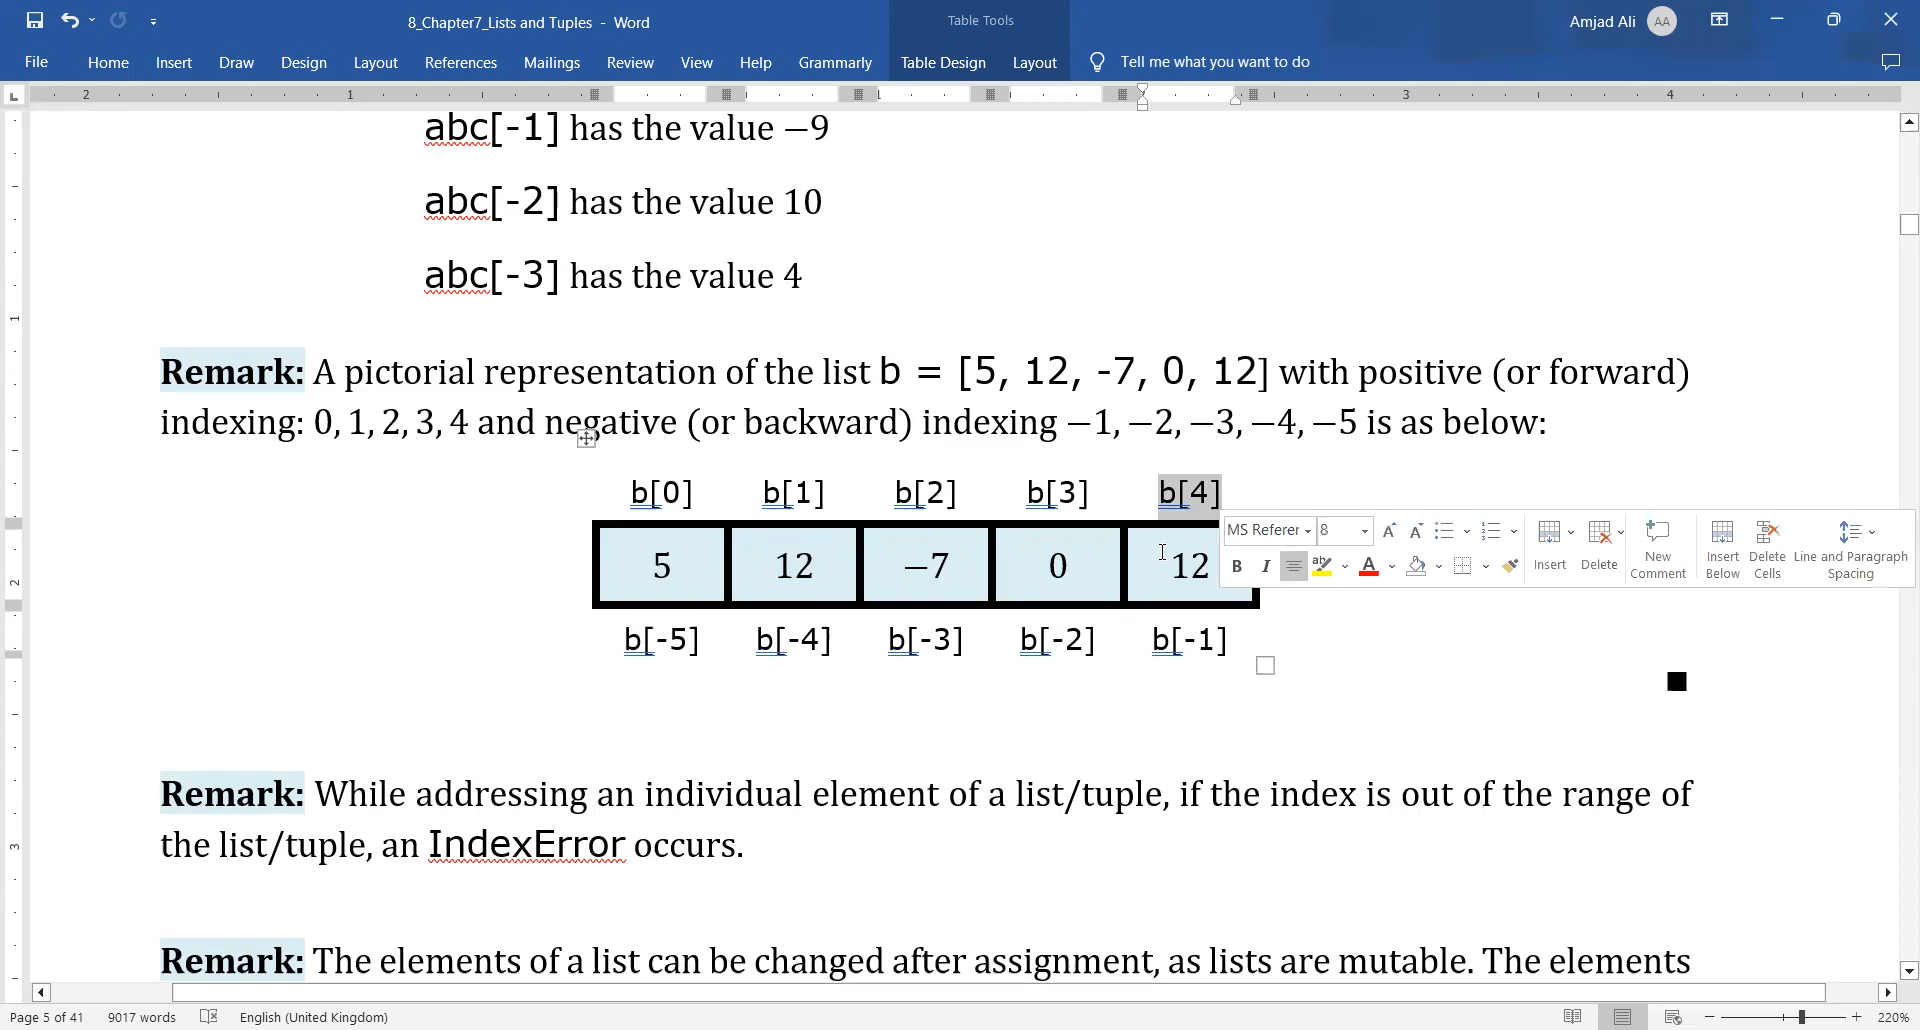 8_Chapter7_Lists and Tuples - Word
Table Tools
Amjad Ali AA
File Home Insert Draw Design Layout References Mailings Review View Help Grammarly Table Design Layout Tell me what you want to do
2 1 1 3 4
abc[-1] has the value −9
abc[-2] has the value 10
abc[-3] has the value 4
Remark: A pictorial representation of the list b = [5, 12, -7, 0, 12] with positive (or forward)
indexing: 0, 1, 2, 3, 4 and negative (or backward) indexing −1, −2, −3, −4, −5 is as below:
b[0] b[1] b[2] b[3] b[4]
5 12 −7 0 12
b[-5] b[-4] b[-3] b[-2] b[-1]
MS Referer 8
New Comment
Insert Below
Delete Cells
Line and Paragraph Spacing
B I A Insert Delete
Remark: While addressing an individual element of a list/tuple, if the index is out of the range of
the list/tuple, an IndexError occurs.
Remark: The elements of a list can be changed after assignment, as lists are mutable. The elements
1
2
3
Page 5 of 41 9017 words English (United Kingdom) 220%